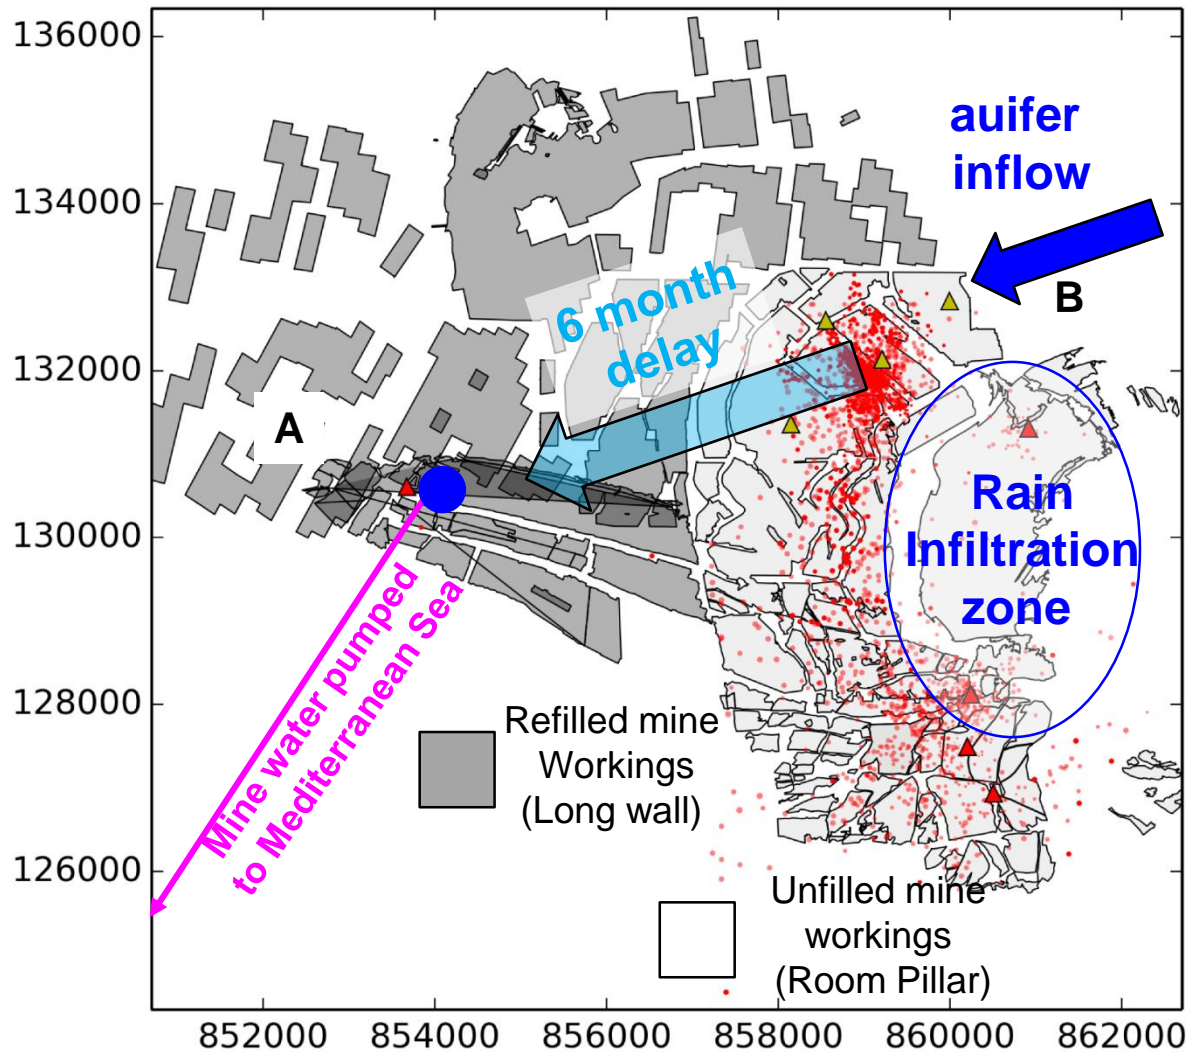 136000
134000
132000
130000
128000
126000
852000 854000 856000 858000 860000 862000
auifer
inflow
B
6 month
delay
A
Rain
Infiltration
zone
Mine water pumped
to Mediterranean Sea
Refilled mine
Workings
(Long wall)
Unfilled mine
workings
(Room Pillar)